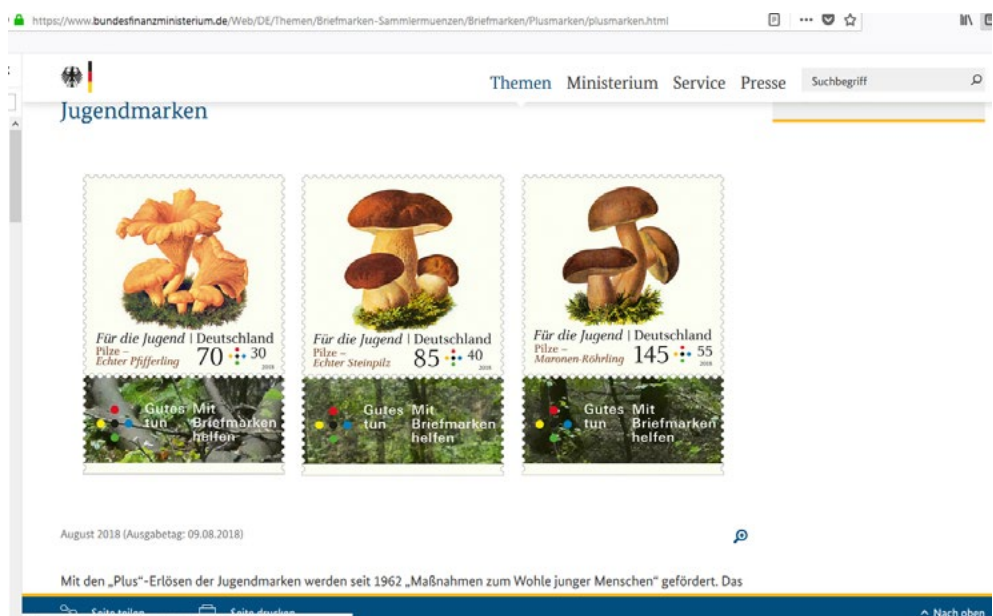 https://www.bundesfinanzministerium.de/Web/DE/Themen/Briefmarken-Sammlermuenzen/Briefmarken/Plusmarken/plusmarken.html
Themen Ministerium Service Presse Suchbegriff
Jugendmarken
Für die Jugend | Deutschland
Pilze –
Echter Pfifferling 70 30
2018
Gutes Mit
tun Briefmarken
helfen
Für die Jugend | Deutschland
Pilze –
Echter Steinpilz 85 40
2018
Gutes Mit
tun Briefmarken
helfen
Für die Jugend | Deutschland
Pilze –
Maronen-Röhrling 145 55
2018
Gutes Mit
tun Briefmarken
helfen
August 2018 (Ausgabetag: 09.08.2018)
Mit den „Plus“-Erlösen der Jugendmarken werden seit 1962 „Maßnahmen zum Wohle junger Menschen“ gefördert. Das
Seite teilen Seite drucken Nach oben